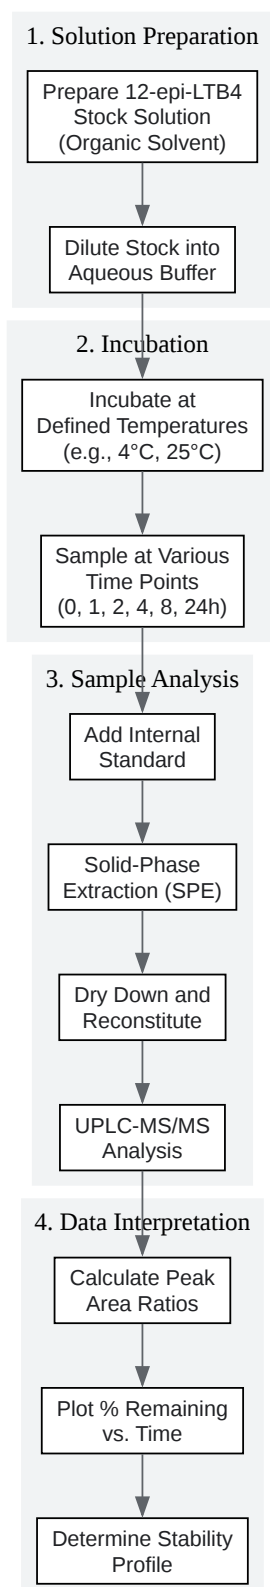 1. Solution Preparation
Prepare 12-epi-LTB4
Stock Solution
(Organic Solvent)
Dilute Stock into
Aqueous Buffer
2. Incubation
Incubate at
Defined Temperatures
(e.g., 4°C, 25°C)
Sample at Various
Time Points
(0, 1, 2, 4, 8, 24h)
3. Sample Analysis
Add Internal
Standard
Solid-Phase
Extraction (SPE)
Dry Down and
Reconstitute
UPLC-MS/MS
Analysis
4. Data Interpretation
Calculate Peak
Area Ratios
Plot % Remaining
vs. Time
Determine Stability
Profile